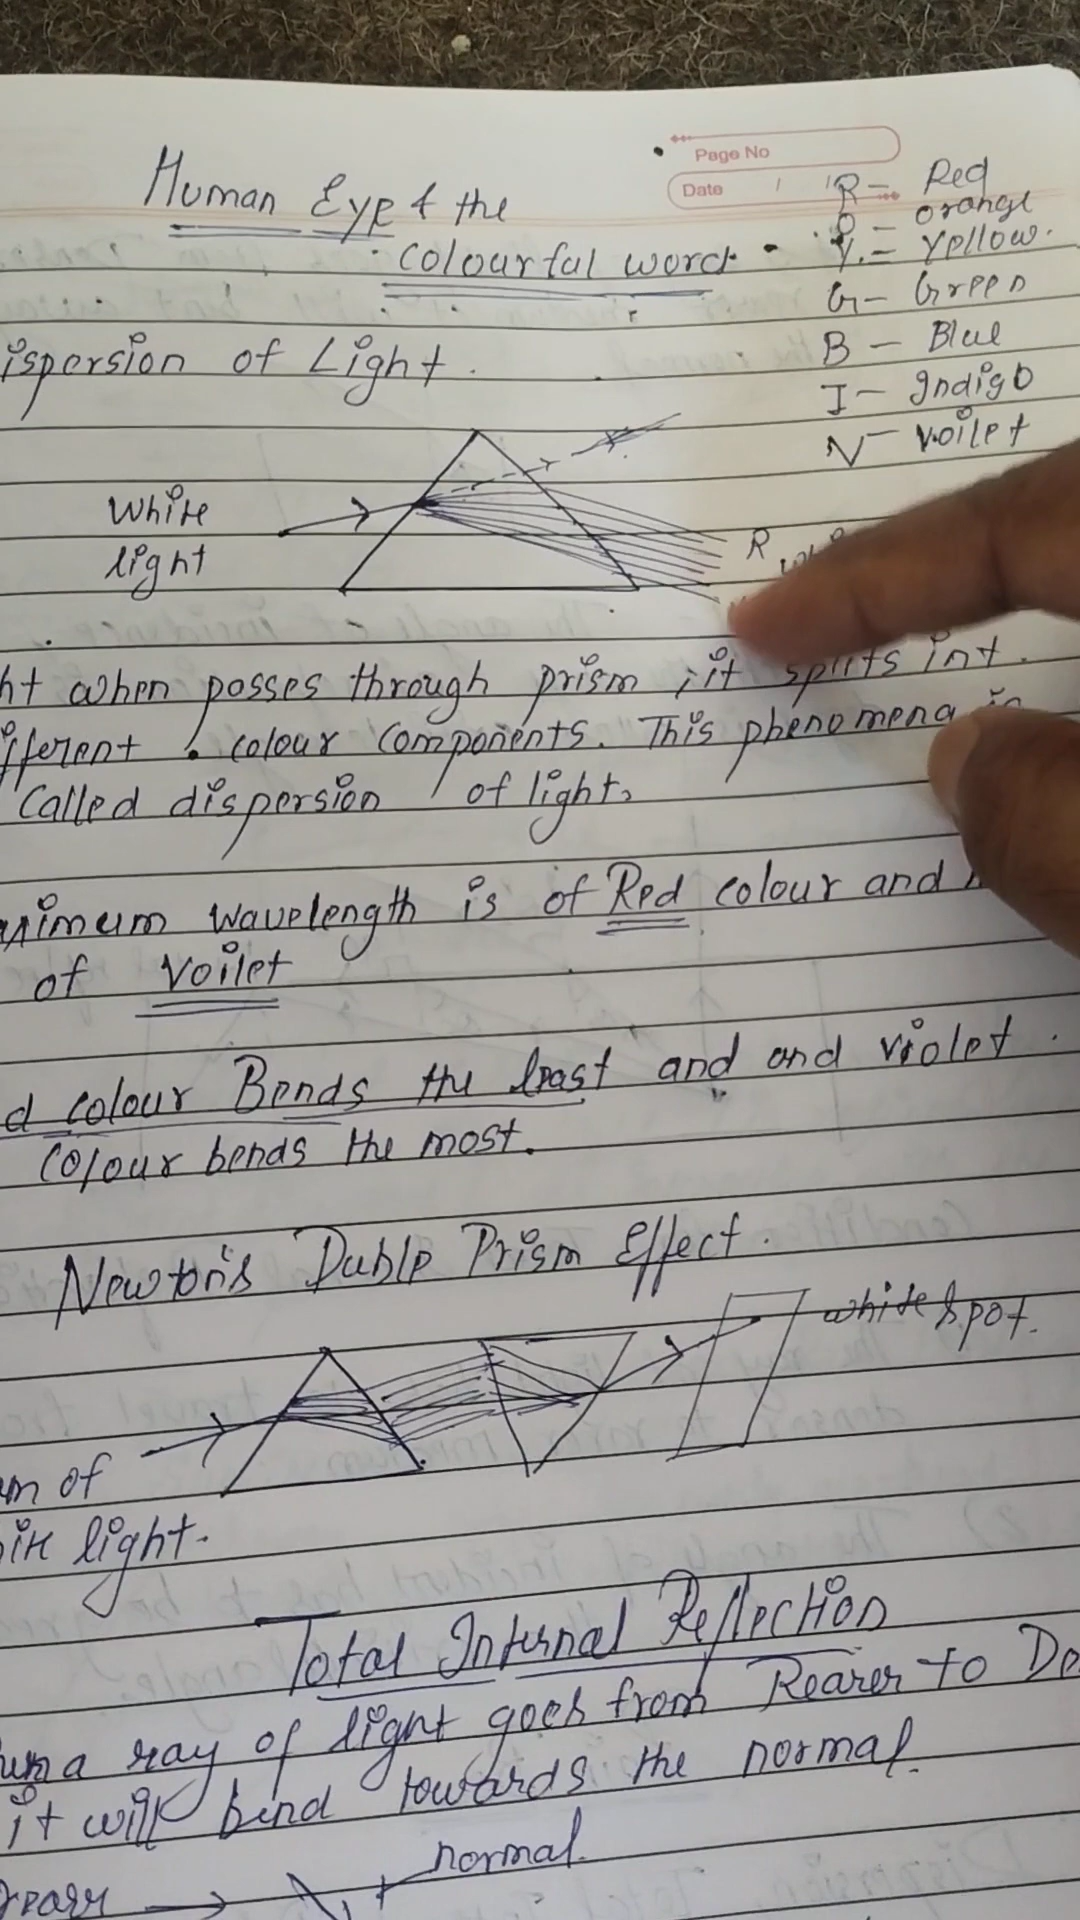 Page No
Date / /
Human Eye & the
colourful word
R - Red
O = orange
Y = Yellow.
G - Green
B - Blue
I - Indigo
V - Voilet
ispersion of Light.
White
light
R
ht when posses through prism , it splits int
fferent colour components. This phenomena is
Called dispersion of light,
ximum wavelength is of Red colour and
of Voilet
d colour Bends the least and and violet.
Colour bends the most.
Newton's Duble Prism Effect.
white spot.
am of
light.
Total Internal Reflection
a ray of light goes from Rearer to De
it will bend towards the normal.
normal.